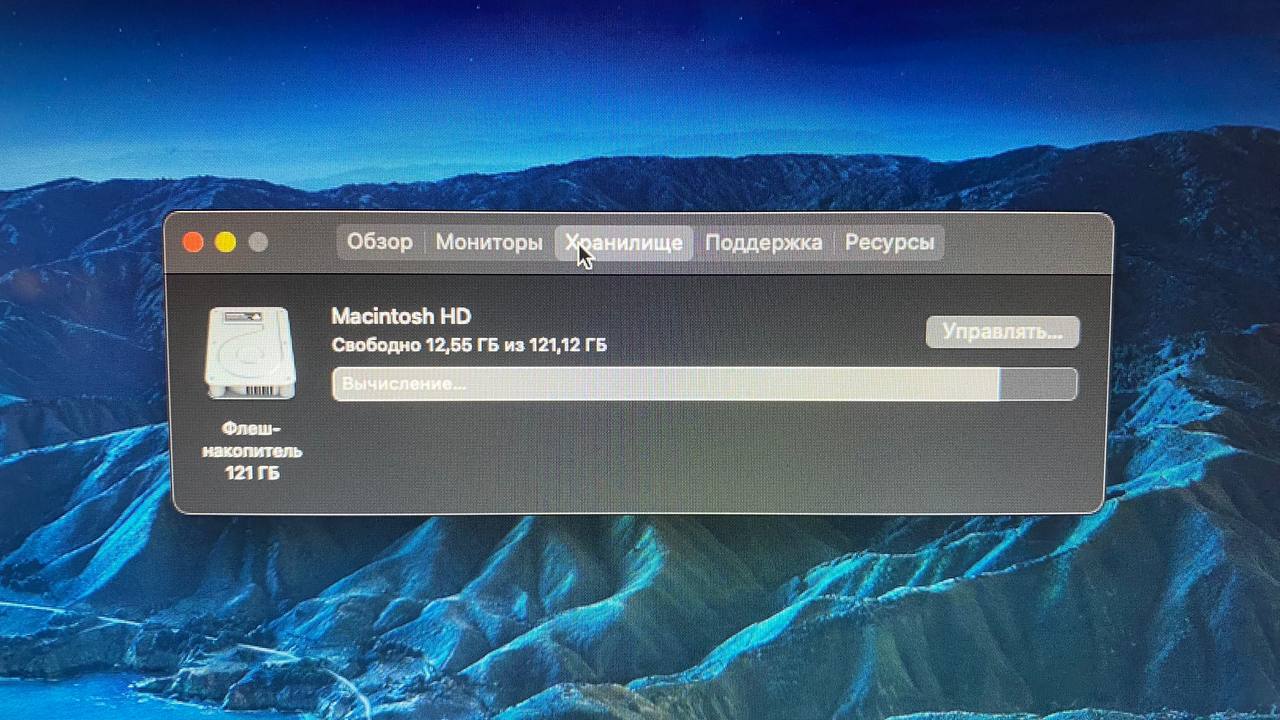 Обзор Мониторы Хранилище Поддержка Ресурсы
Macintosh HD
Свободно 12,55 ГБ из 121,12 ГБ
Управлять...
Вычисление...
Флеш-
накопитель
121 ГБ